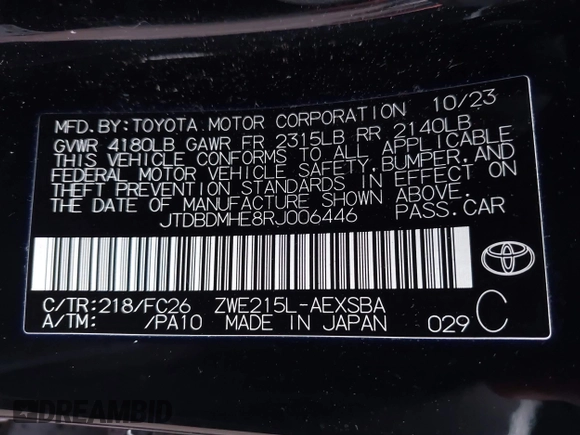 MFD.BY:TOYOTA MOTOR CORPORATION 10/23
GVWR 4180LB GAWR FR 2315LB RR 2140LB
THIS VEHICLE CONFORMS TO ALL APPLICABLE
FEDERAL MOTOR VEHICLE SAFETY,BUMPER,AND
THEFT PREVENTION STANDARDS IN EFFECT ON
THE DATE OF MANUFACTURE SHOWN ABOVE.
JTDBDMHE8RJ006446 PASS.CAR
C/TR:218/FC26 ZWE215L-AEXSBA
A/TM: /PA10 MADE IN JAPAN 029 C
TOYOTA
DREAMBID